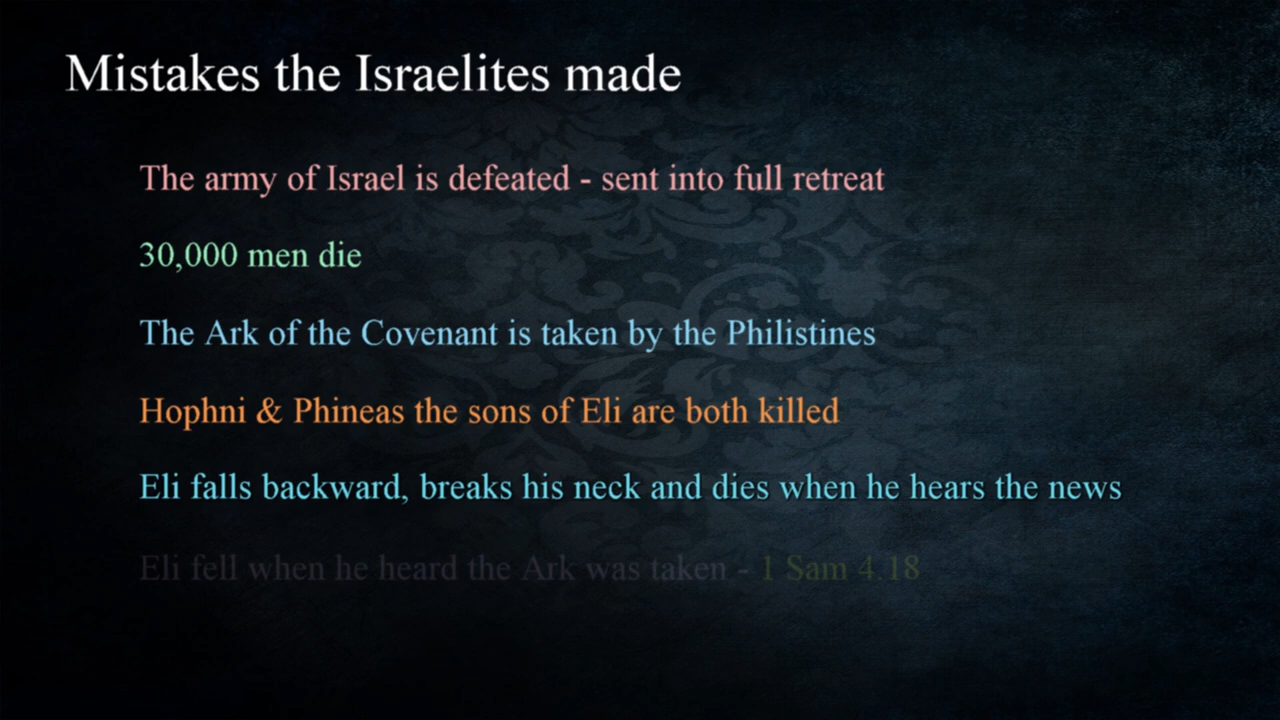 Mistakes the Israelites made
The army of Israel is defeated - sent into full retreat
30,000 men die
The Ark of the Covenant is taken by the Philistines
Hophni & Phineas the sons of Eli are both killed
Eli falls backward, breaks his neck and dies when he hears the news
Eli fell when he heard the Ark was taken - 1 Sam 4.18